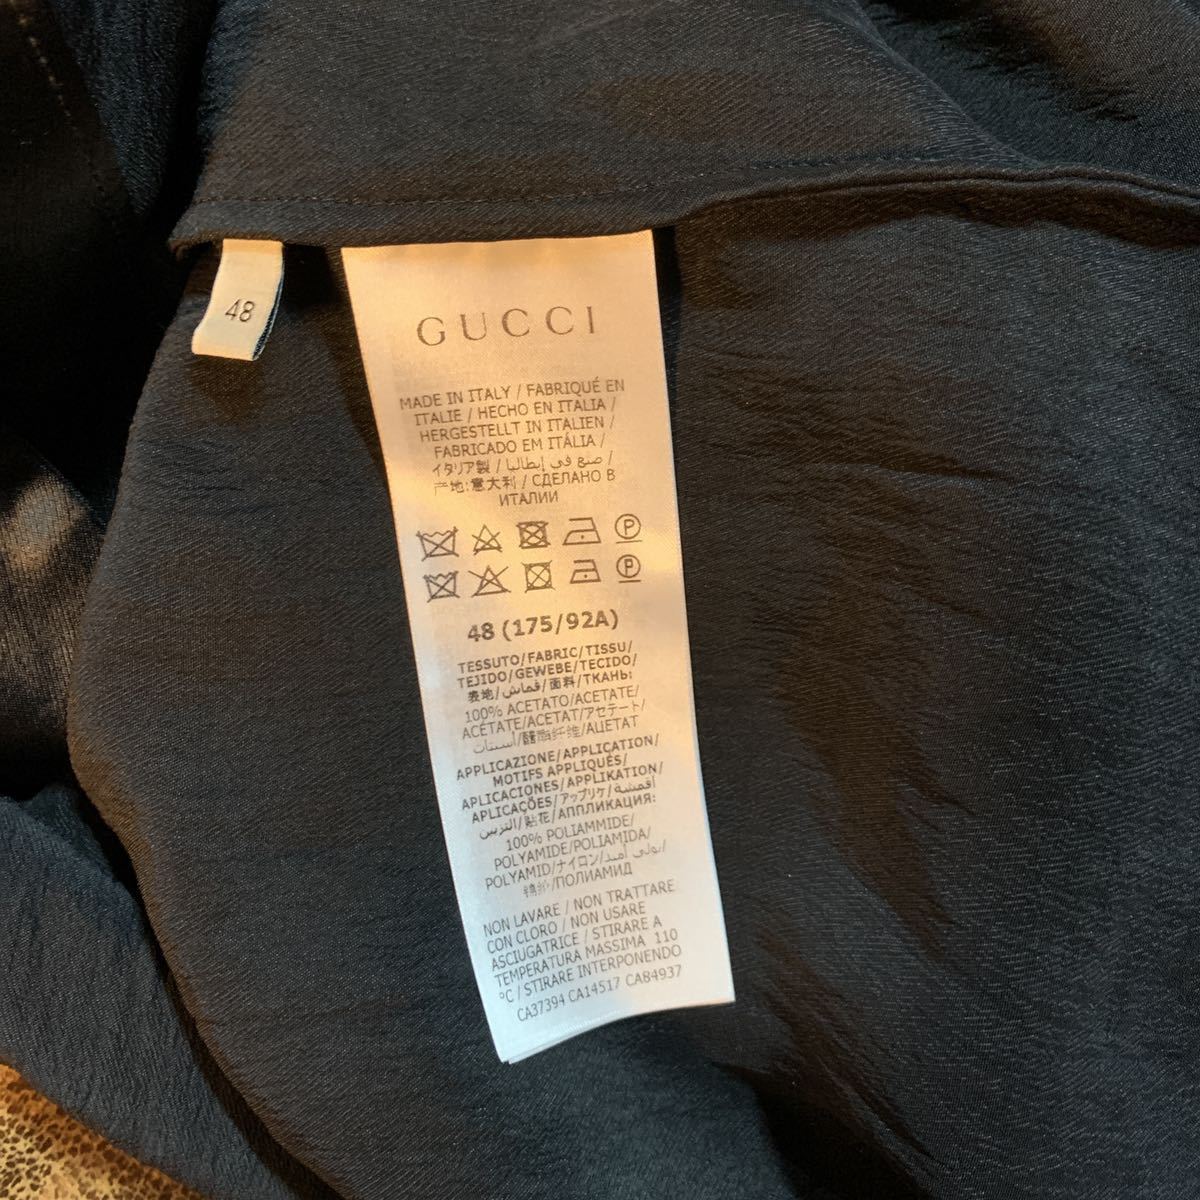 48
GUCCI
MADE IN ITALY / FABRIQUÉ EN
ITALIE / HECHO EN ITALIA /
HERGESTELLT IN ITALIEN /
FABRICADO EM ITÁLIA /
イタリア製 / صنع في إيطاليا /
产地:意大利 / СДЕЛАНО В
ИТАЛИИ
P
P
48 (175/92A)
TESSUTO/FABRIC/TISSU/
TEJIDO/GEWEBE/TECIDO/
表地/قماش/面料/ТКАНЬ:
100% ACETATO/ACETATE/
ACÉTATE/ACETAT/アセテート/
أسيتات/醋酯纤维/АЦЕТАТ
APPLICAZIONE/APPLICATION/
MOTIFS APPLIQUÉS/
APLICACIONES/APPLIKATION/
APLICAÇÕES/アップリケ/أقمشة
التزيين/贴花/АППЛИКАЦИЯ:
100% POLIAMMIDE/
POLYAMIDE/POLIAMIDA/
POLYAMID/ナイロン/بولي أميد/
锦纶/ПОЛИАМИД
NON LAVARE / NON TRATTARE
CON CLORO / NON USARE
ASCIUGATRICE / STIRARE A
TEMPERATURA MASSIMA 110
°C / STIRARE INTERPONENDO
CA37394 CA14517 CA84937